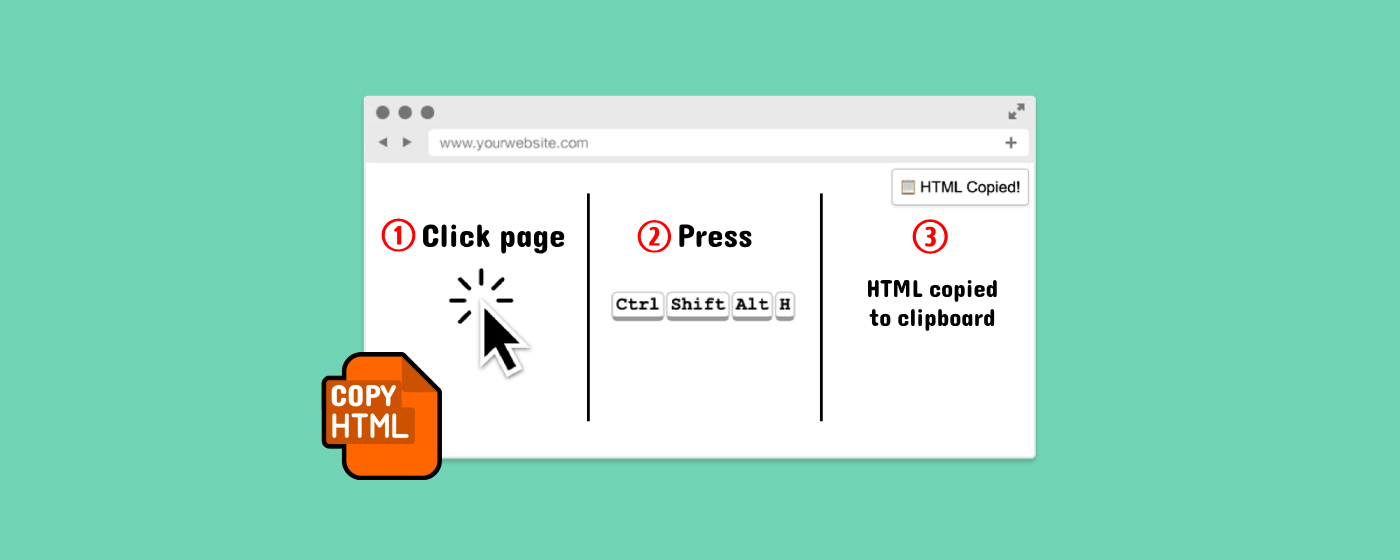 www.yourwebsite.com
HTML Copied!
1 Click page
2 Press
Ctrl Shift Alt H
3
HTML copied
to clipboard
COPY
HTML